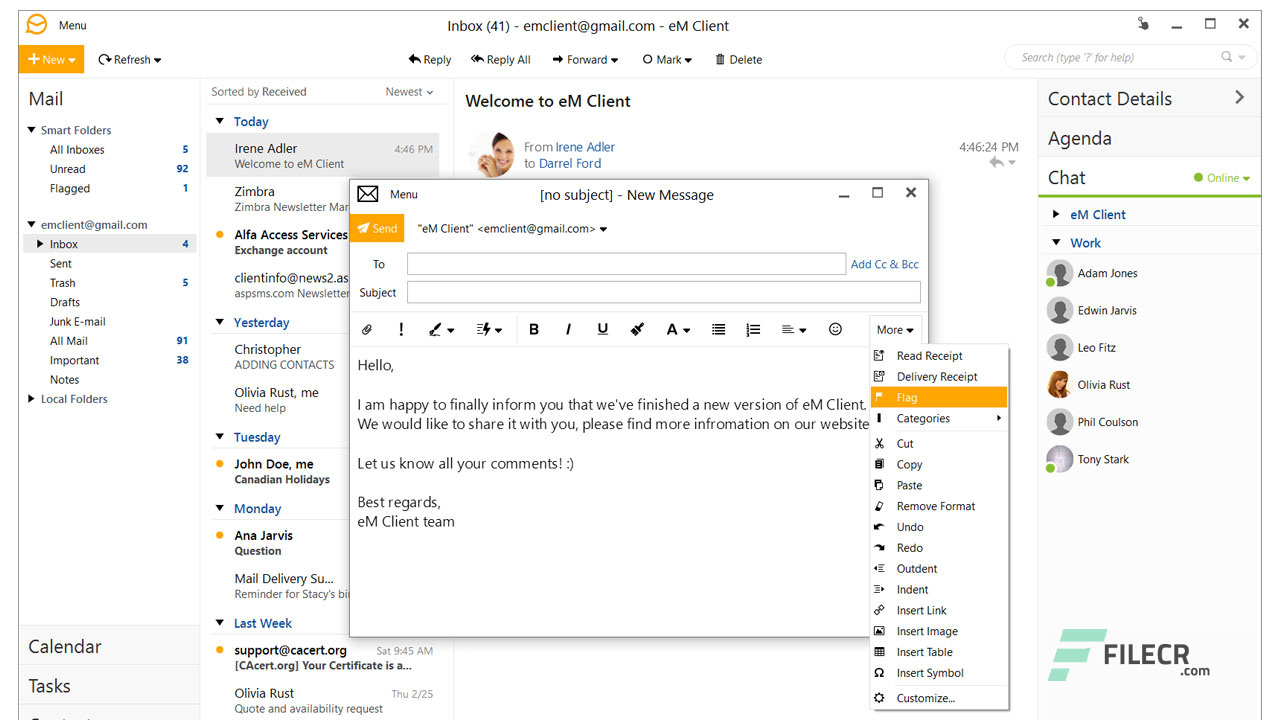 Menu
Inbox (41) - emclient@gmail.com - eM Client
New
Refresh
Reply
Reply All
Forward
Mark
Delete
Search (type '?' for help)
Mail
Smart Folders
All Inboxes 5
Unread 92
Flagged 1
emclient@gmail.com
Inbox 4
Sent
Trash 5
Drafts
Junk E-mail
All Mail 91
Important 38
Notes
Local Folders
Calendar
Tasks
Sorted by Received Newest
Today
Irene Adler 4:46 PM
Welcome to eM Client
Zimbra
Zimbra Newsletter Mar
Alfa Access Services
Exchange account
clientinfo@news2.as
aspsms.com Newsletter
Yesterday
Christopher
ADDING CONTACTS
Olivia Rust, me
Need help
Tuesday
John Doe, me
Canadian Holidays
Monday
Ana Jarvis
Question
Mail Delivery Su...
Reminder for Stacy's bir
Last Week
support@cacert.org Sat 9:45 AM
[CAcert.org] Your Certificate is a...
Olivia Rust Thu 2/25
Quote and availability request
Welcome to eM Client
From Irene Adler
to Darrel Ford
4:46:24 PM
Menu
[no subject] - New Message
Send
"eM Client" <emclient@gmail.com>
To
Add Cc & Bcc
Subject
B I U A
More
Hello,
I am happy to finally inform you that we've finished a new version of eM Client.
We would like to share it with you, please find more infromation on our website
Let us know all your comments! :)
Best regards,
eM Client team
Read Receipt
Delivery Receipt
Flag
Categories
Cut
Copy
Paste
Remove Format
Undo
Redo
Outdent
Indent
Insert Link
Insert Image
Insert Table
Insert Symbol
Customize...
Contact Details
Agenda
Chat
Online
eM Client
Work
Adam Jones
Edwin Jarvis
Leo Fitz
Olivia Rust
Phil Coulson
Tony Stark
FILECR
.com